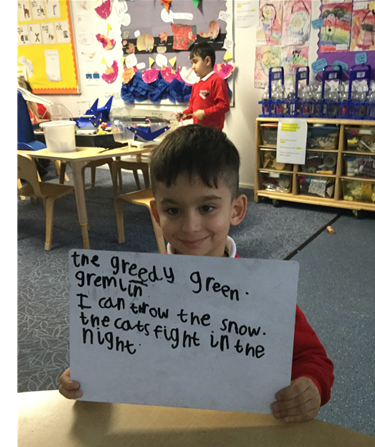 the greedy green.
gremlin
I can throw the snow.
the cats fight in the
night.